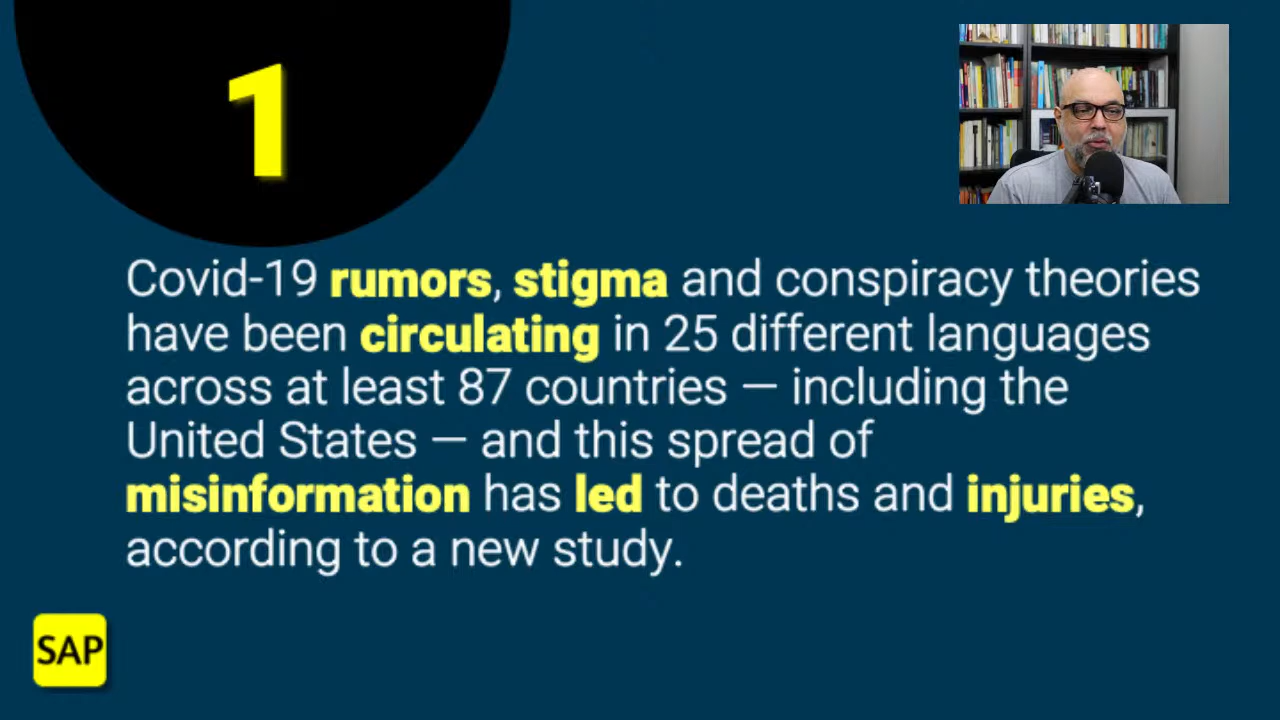 1
Covid-19 rumors, stigma and conspiracy theories
have been circulating in 25 different languages
across at least 87 countries — including the
United States — and this spread of
misinformation has led to deaths and injuries,
according to a new study.
SAP